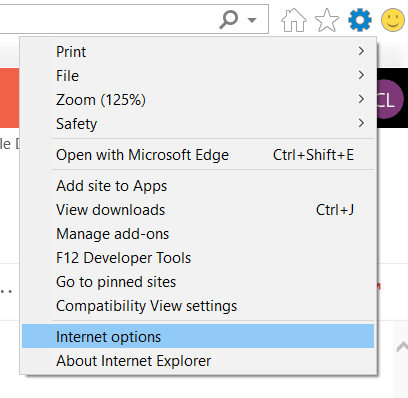 Print
File
Zoom (125%)
Safety
Open with Microsoft Edge Ctrl+Shift+E
Add site to Apps
View downloads Ctrl+J
Manage add-ons
F12 Developer Tools
Go to pinned sites
Compatibility View settings
Internet options
About Internet Explorer
CL
le D